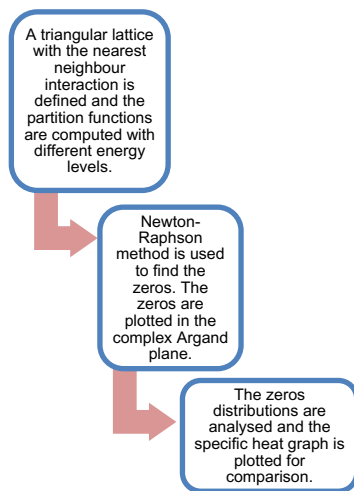 A triangular lattice
with the nearest
neighbour
interaction is
defined and the
partition functions
are computed with
different energy
levels.
Newton-
Raphson
method is used
to find the
zeros. The
zeros are
plotted in the
complex Argand
plane.
The zeros
distributions are
analysed and the
specific heat graph is
plotted for
comparison.